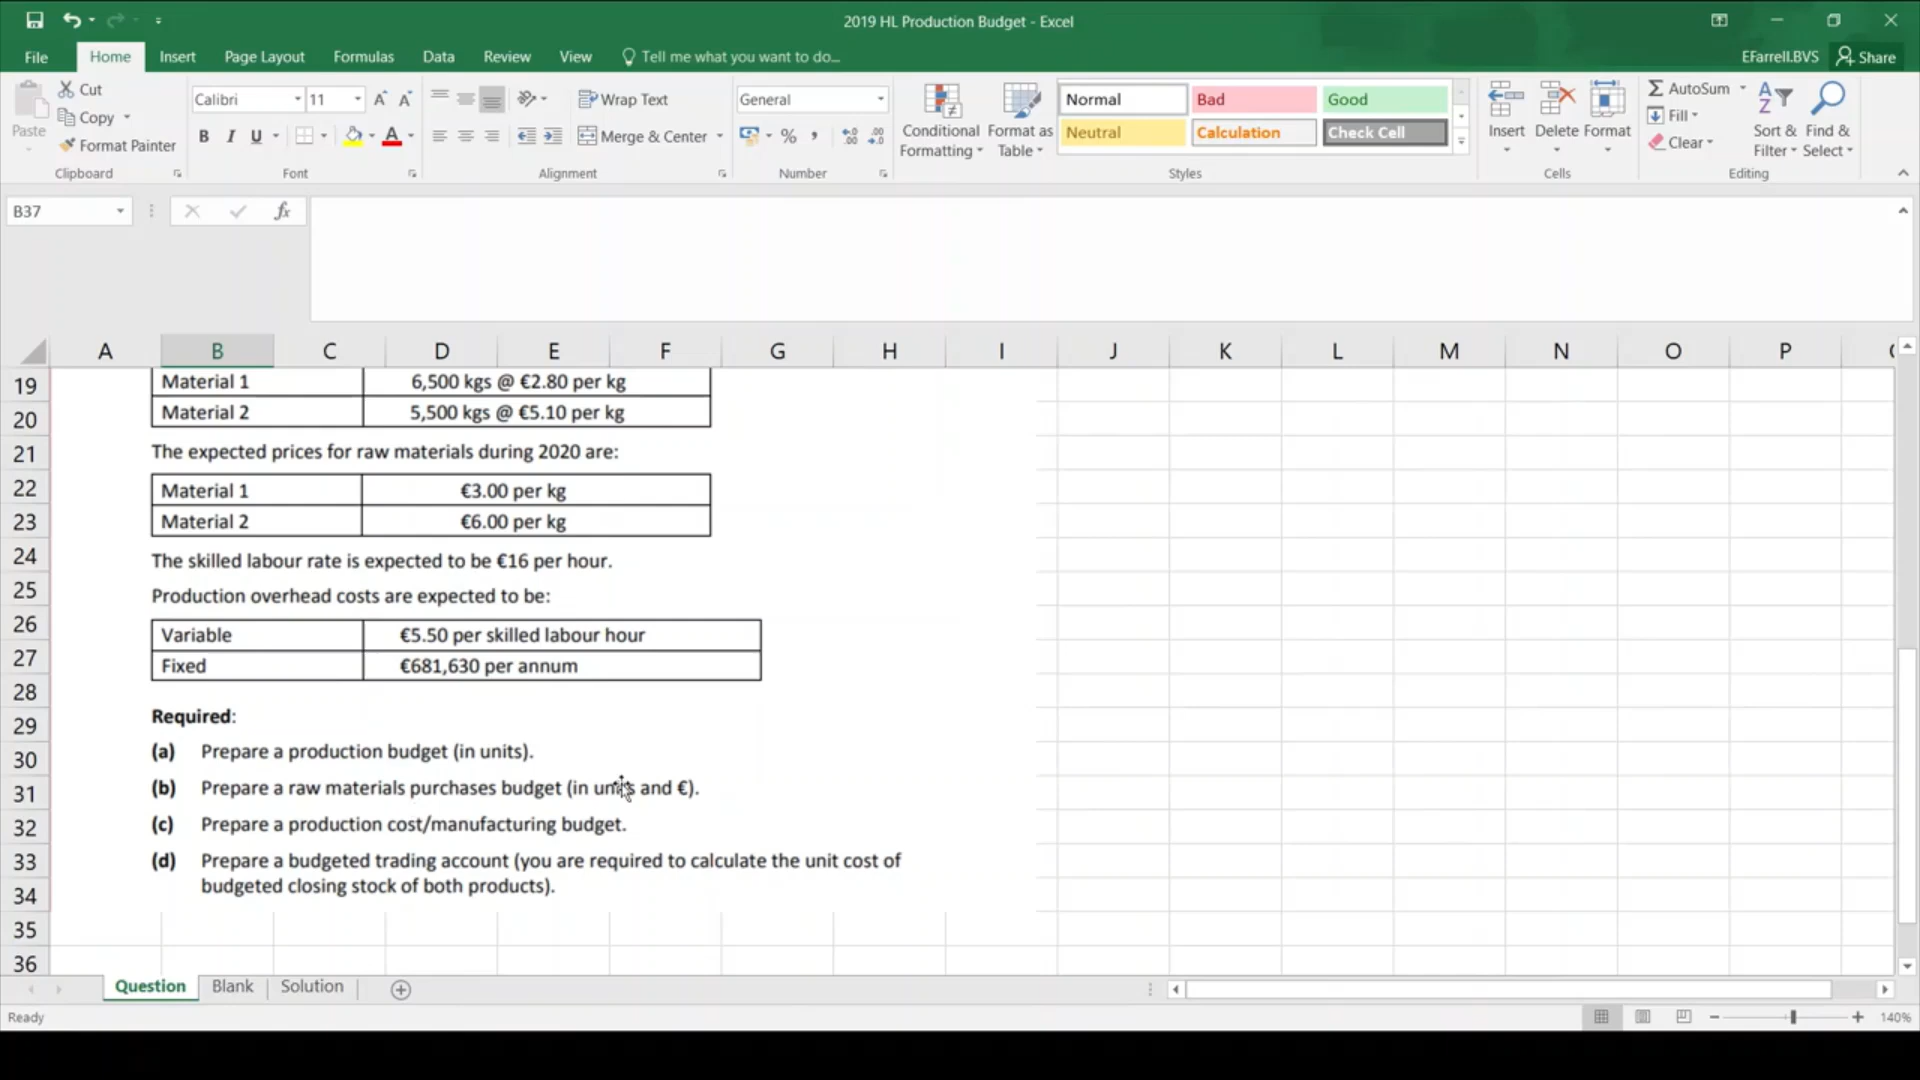 2019 HL Production Budget - Excel
File Home Insert Page Layout Formulas Data Review View Tell me what you want to do... EFarrell.BVS Share
Paste Cut Copy Format Painter Clipboard
Calibri 11 B I U A Font
Wrap Text Merge & Center Alignment
General % , Number
Conditional Formatting Format as Table
Normal Bad Good
Neutral Calculation Check Cell
Styles
Insert Delete Format Cells
AutoSum Fill Clear Sort & Filter Find & Select Editing
B37 fx
A B C D E F G H I J K L M N O P
19 Material 1 6,500 kgs @ €2.80 per kg
20 Material 2 5,500 kgs @ €5.10 per kg
21 The expected prices for raw materials during 2020 are:
22 Material 1 €3.00 per kg
23 Material 2 €6.00 per kg
24 The skilled labour rate is expected to be €16 per hour.
25 Production overhead costs are expected to be:
26 Variable €5.50 per skilled labour hour
27 Fixed €681,630 per annum
28
29 Required:
30 (a) Prepare a production budget (in units).
31 (b) Prepare a raw materials purchases budget (in units and €).
32 (c) Prepare a production cost/manufacturing budget.
33 (d) Prepare a budgeted trading account (you are required to calculate the unit cost of
34 budgeted closing stock of both products).
35
36
Question Blank Solution
Ready 140%